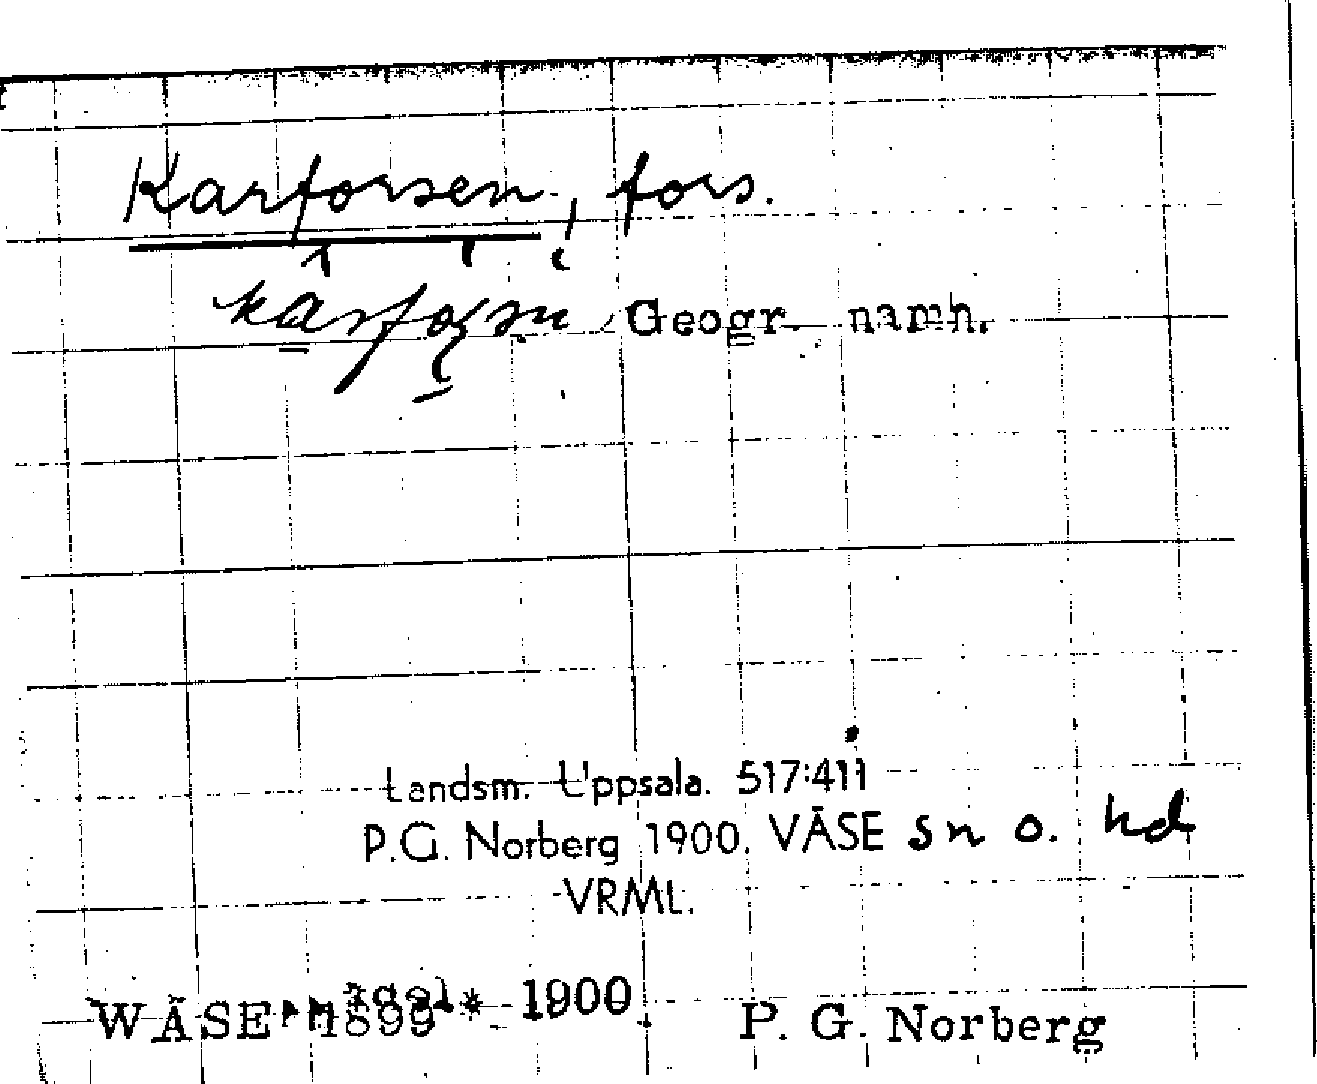 Karforsen, fors.
Geogr. namn.
Landsm. Uppsala. 517:411
P.G. Norberg 1900. VÄSE sn o. hd
VRML.
WÄSE 1899 1900 P. G. Norberg